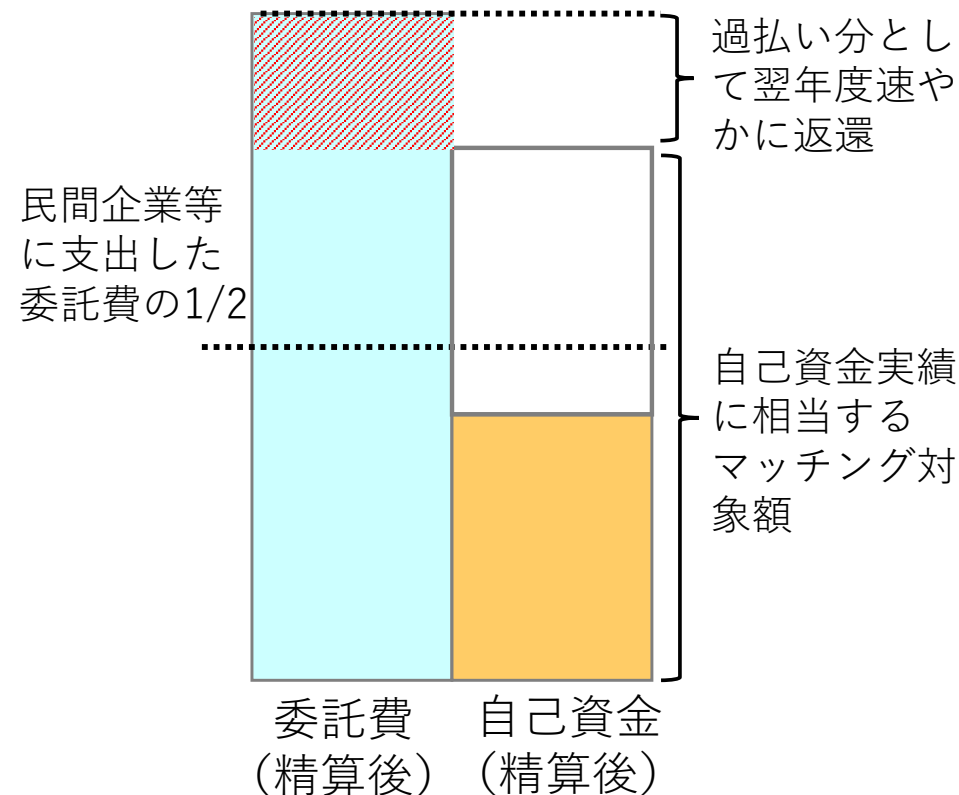 過払い分とし
て翌年度速や
かに返還
民間企業等
に支出した
委託費の1/2
自己資金実績
に相当する
マッチング対
象額
委託費
（精算後）
自己資金
（精算後）